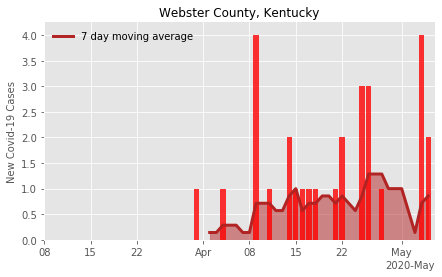 Webster County, Kentucky
7 day moving average
New Covid-19 Cases
4.0
3.5
3.0
2.5
2.0
1.5
1.0
0.5
0.0
08 15 22 Apr 08 15 22 May
2020-May